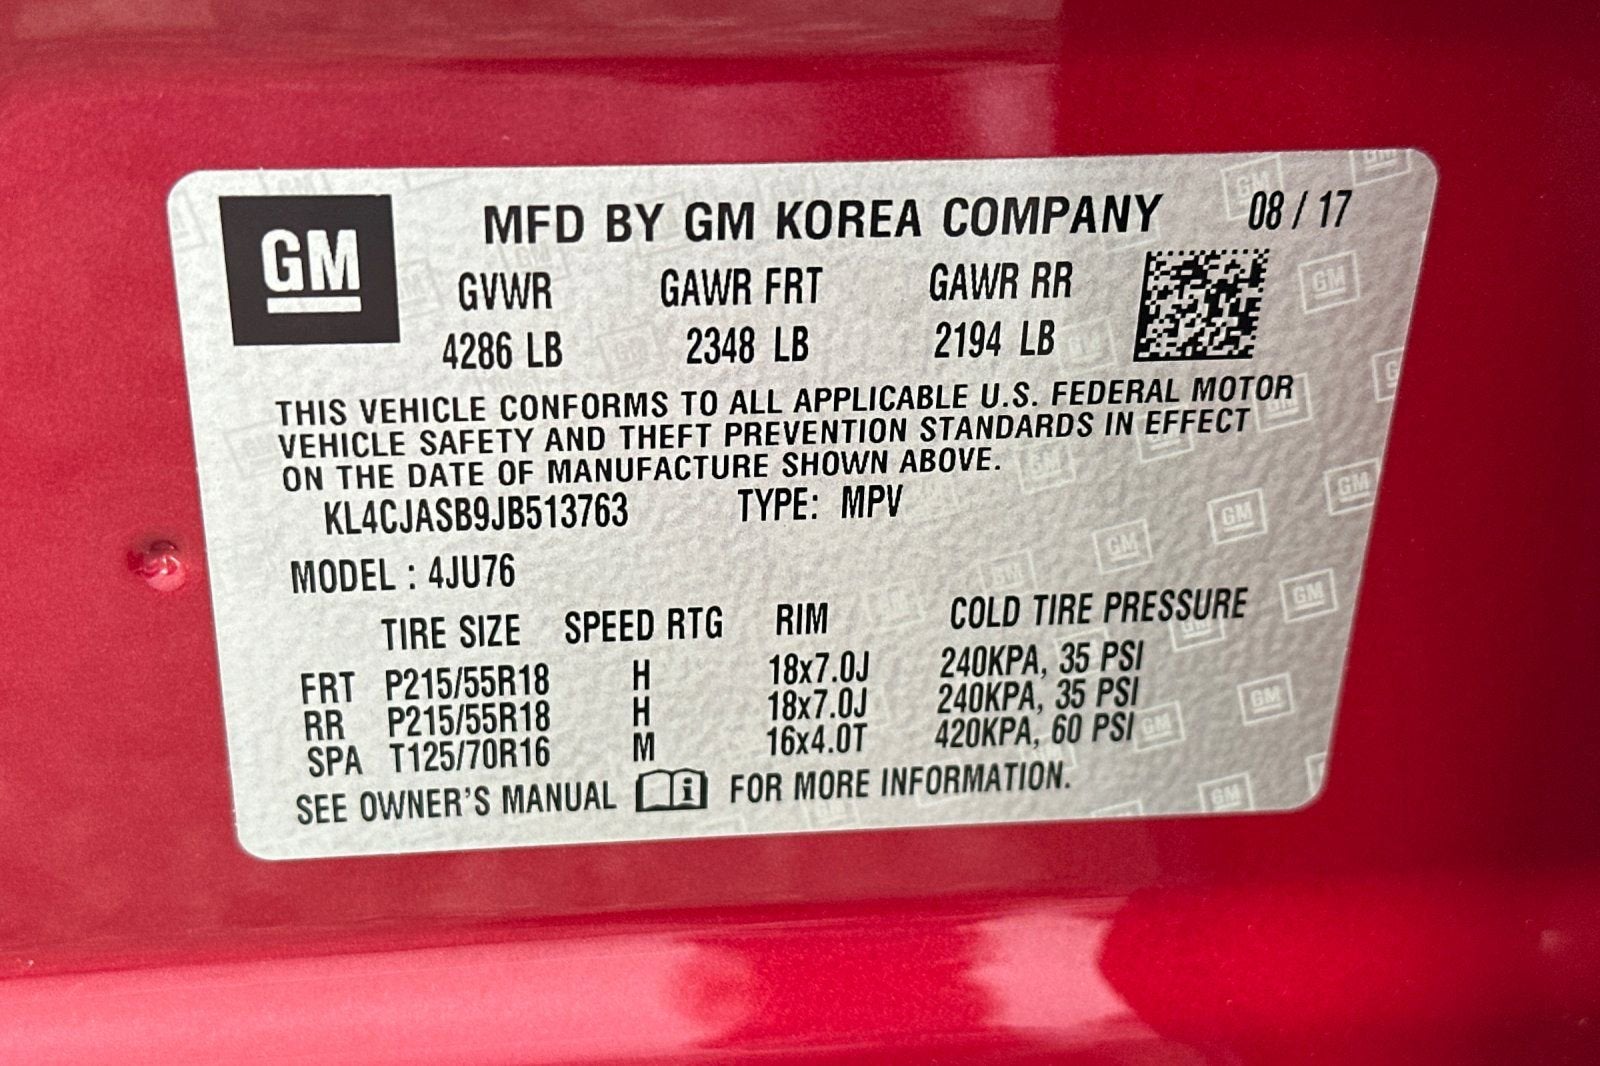 GM
MFD BY GM KOREA COMPANY 08 / 17
GVWR GAWR FRT GAWR RR
4286 LB 2348 LB 2194 LB
THIS VEHICLE CONFORMS TO ALL APPLICABLE U.S. FEDERAL MOTOR
VEHICLE SAFETY AND THEFT PREVENTION STANDARDS IN EFFECT
ON THE DATE OF MANUFACTURE SHOWN ABOVE.
KL4CJASB9JB513763 TYPE: MPV
MODEL : 4JU76
TIRE SIZE SPEED RTG RIM COLD TIRE PRESSURE
FRT P215/55R18 H 18x7.0J 240KPA, 35 PSI
RR P215/55R18 H 18x7.0J 240KPA, 35 PSI
SPA T125/70R16 M 16x4.0T 420KPA, 60 PSI
SEE OWNER'S MANUAL i FOR MORE INFORMATION.